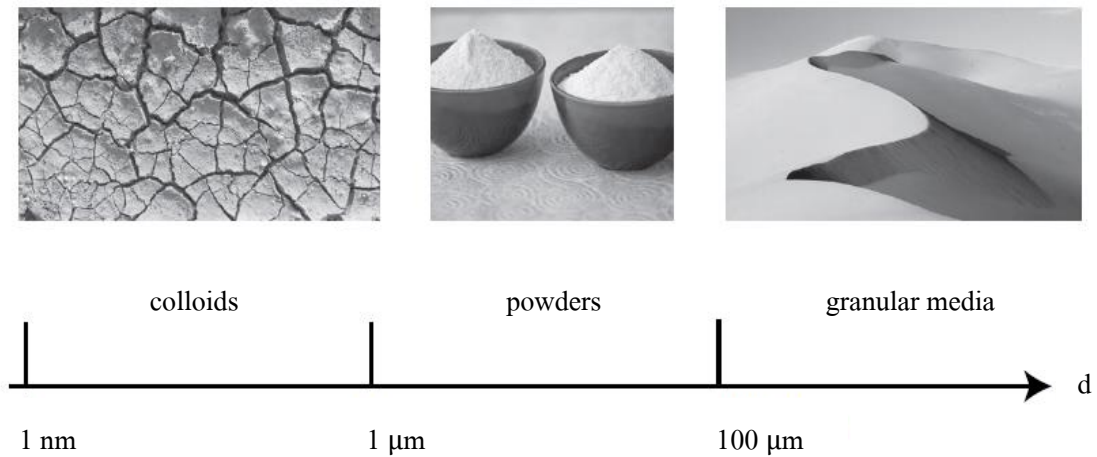 colloids powders granular media
d
1 nm 1 μm 100 μm